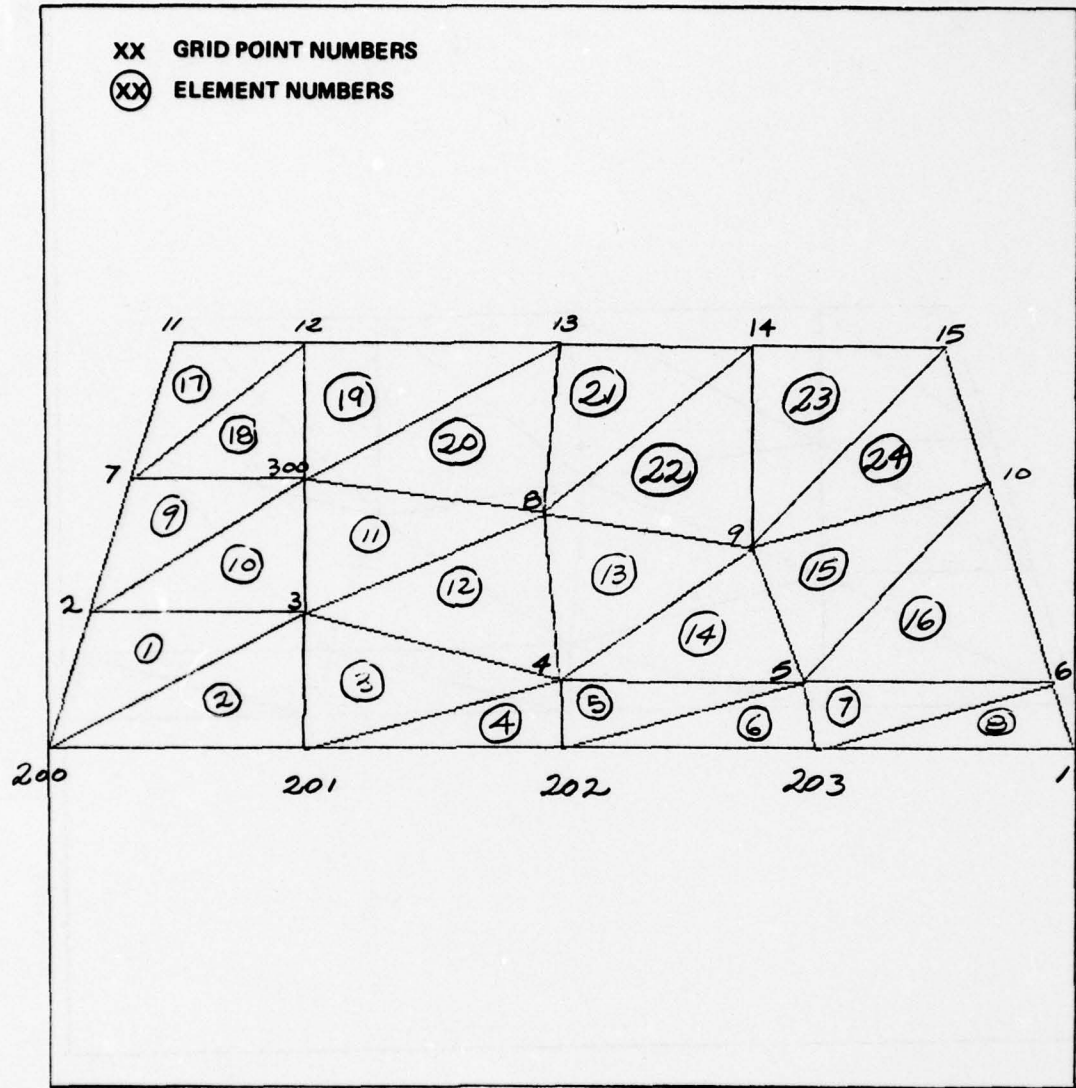 XX GRID POINT NUMBERS
XX ELEMENT NUMBERS
11 12 13 14 15
17 19 21 23
18 20 22 24
7 300 8 9 10
9 11 13 15
10 12 14 16
2 3 4 5 6
1 3 5 7
2 4 6 8
200 201 202 203 1